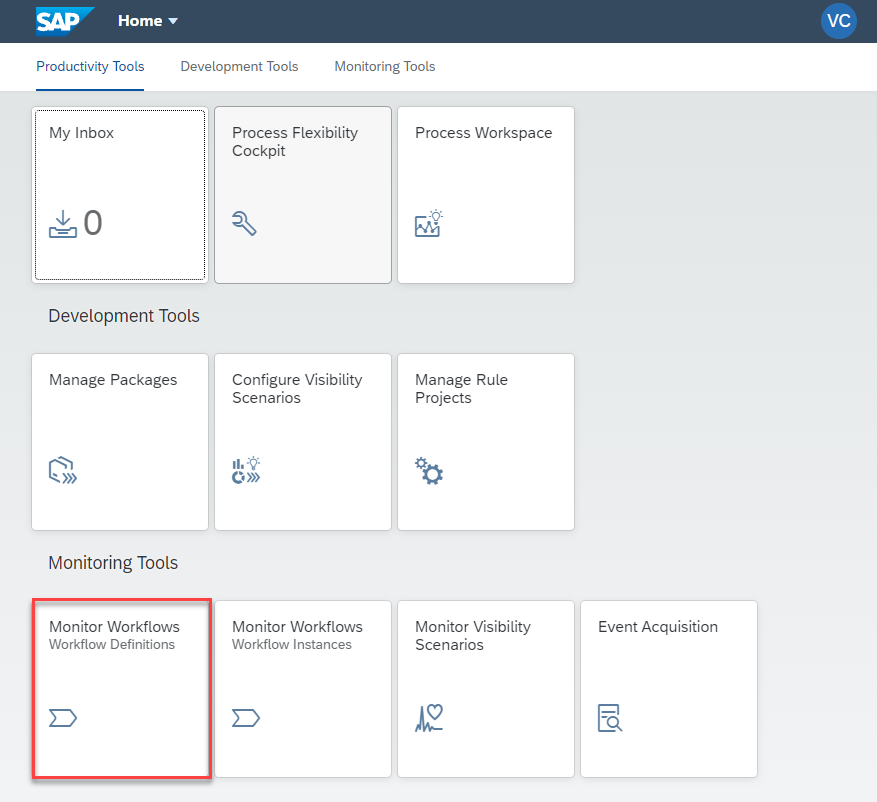 SAP
Home
VC
Productivity Tools
Development Tools
Monitoring Tools
My Inbox
0
Process Flexibility
Cockpit
Process Workspace
Development Tools
Manage Packages
Configure Visibility
Scenarios
Manage Rule
Projects
Monitoring Tools
Monitor Workflows
Workflow Definitions
Monitor Workflows
Workflow Instances
Monitor Visibility
Scenarios
Event Acquisition